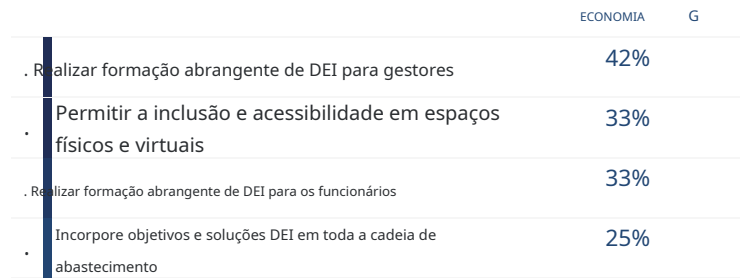 ECONOMIA G
. Realizar formação abrangente de DEI para gestores 42%
. Permitir a inclusão e acessibilidade em espaços
físicos e virtuais 33%
. Realizar formação abrangente de DEI para os funcionários 33%
. Incorpore objetivos e soluções DEI em toda a cadeia de
abastecimento 25%